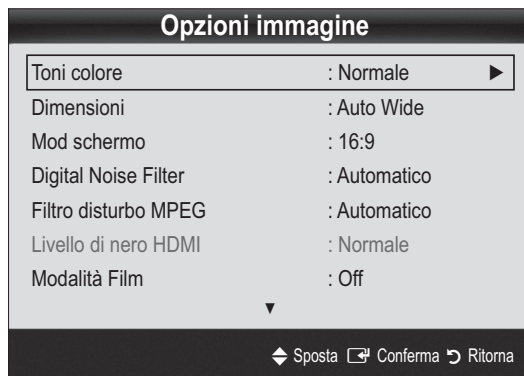 Opzioni immagine
Toni colore : Normale ▶
Dimensioni : Auto Wide
Mod schermo : 16:9
Digital Noise Filter : Automatico
Filtro disturbo MPEG : Automatico
Livello di nero HDMI : Normale
Modalità Film : Off
▼
Sposta Conferma Ritorna